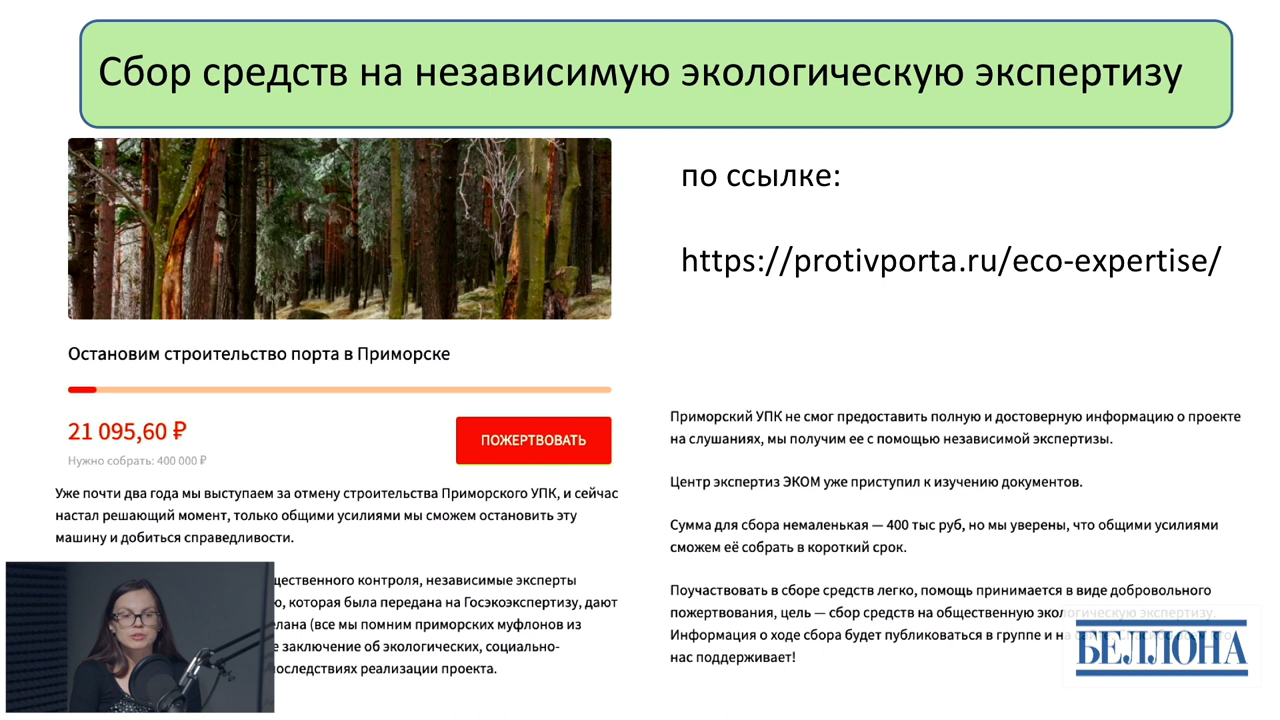 Сбор средств на независимую экологическую экспертизу
по ссылке:
https://protivporta.ru/eco-expertise/
Остановим строительство порта в Приморске
21 095,60 ₽
ПОЖЕРТВОВАТЬ
Нужно собрать: 400 000 ₽
Уже почти два года мы выступаем за отмену строительства Приморского УПК, и сейчас
настал решающий момент, только общими усилиями мы сможем остановить эту
машину и добиться справедливости.
контроля, независимые эксперты
которая была передана на Госэкоэкспертизу, дают
(все мы помним приморских муфлонов из
заключение об экологических, социально-
реализации проекта.
Приморский УПК не смог предоставить полную и достоверную информацию о проекте
на слушаниях, мы получим ее с помощью независимой экспертизы.
Центр экспертиз ЭКОМ уже приступил к изучению документов.
Сумма для сбора немаленькая — 400 тыс руб, но мы уверены, что общими усилиями
сможем её собрать в короткий срок.
Поучаствовать в сборе средств легко, помощь принимается в виде добровольного
пожертвования, цель — сбор средств на общественную экологическую экспертизу.
Информация о ходе сбора будет публиковаться в группе и на
нас поддерживает!
БЕЛЛОНА